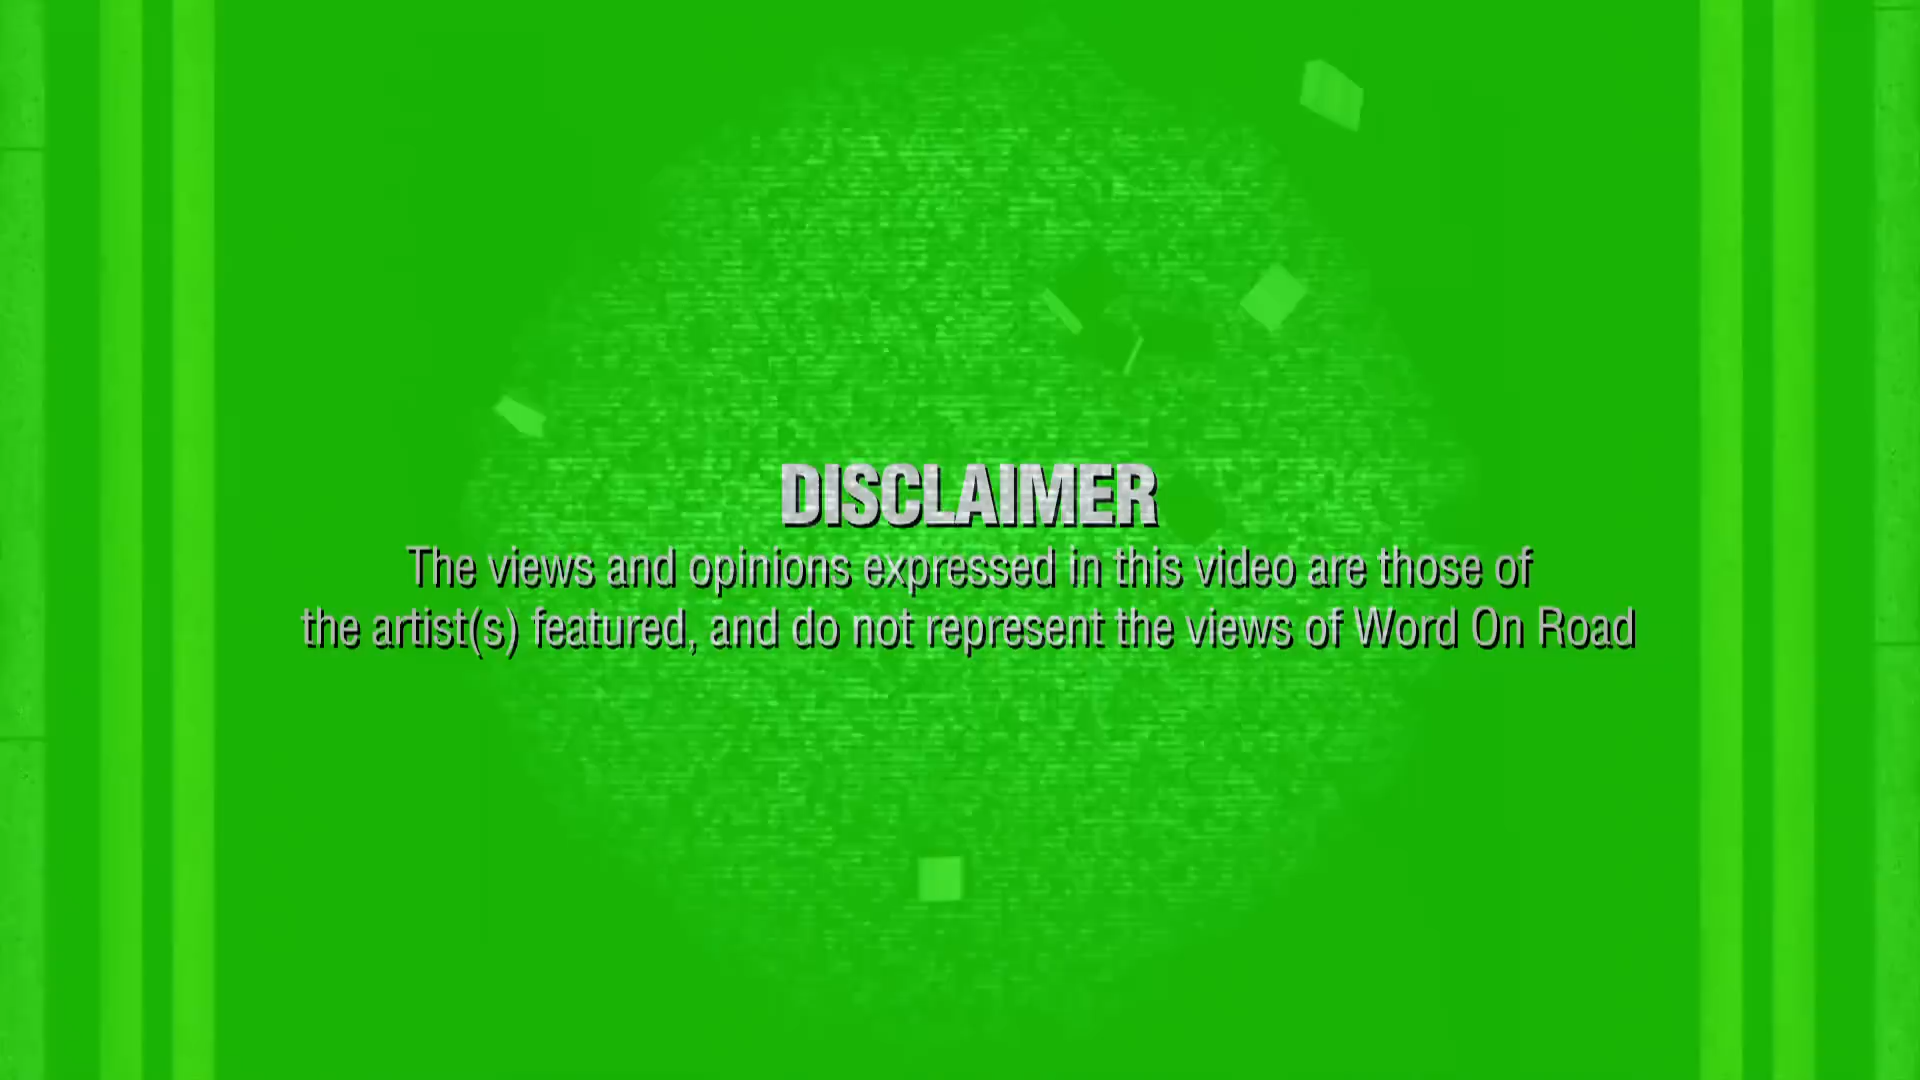 DISCLAIMER
The views and opinions expressed in this video are those of
the artist(s) featured, and do not represent the views of Word On Road